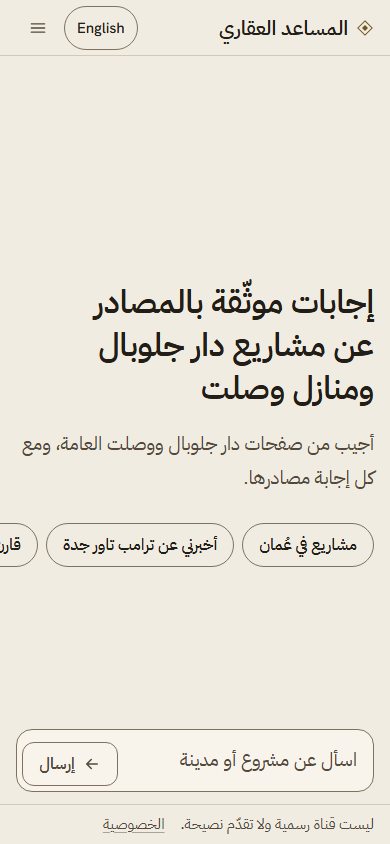 المساعد العقاري
English
إجابات موثّقة بالمصادر
عن مشاريع دار جلوبال
ومنازل وصلت
أجيب من صفحات دار جلوبال ووصلت العامة، ومع
كل إجابة مصادرها.
مشاريع في عُمان
أخبرني عن ترامب تاور جدة
اسأل عن مشروع أو مدينة
إرسال
ليست قناة رسمية ولا تقدّم نصيحة. الخصوصية